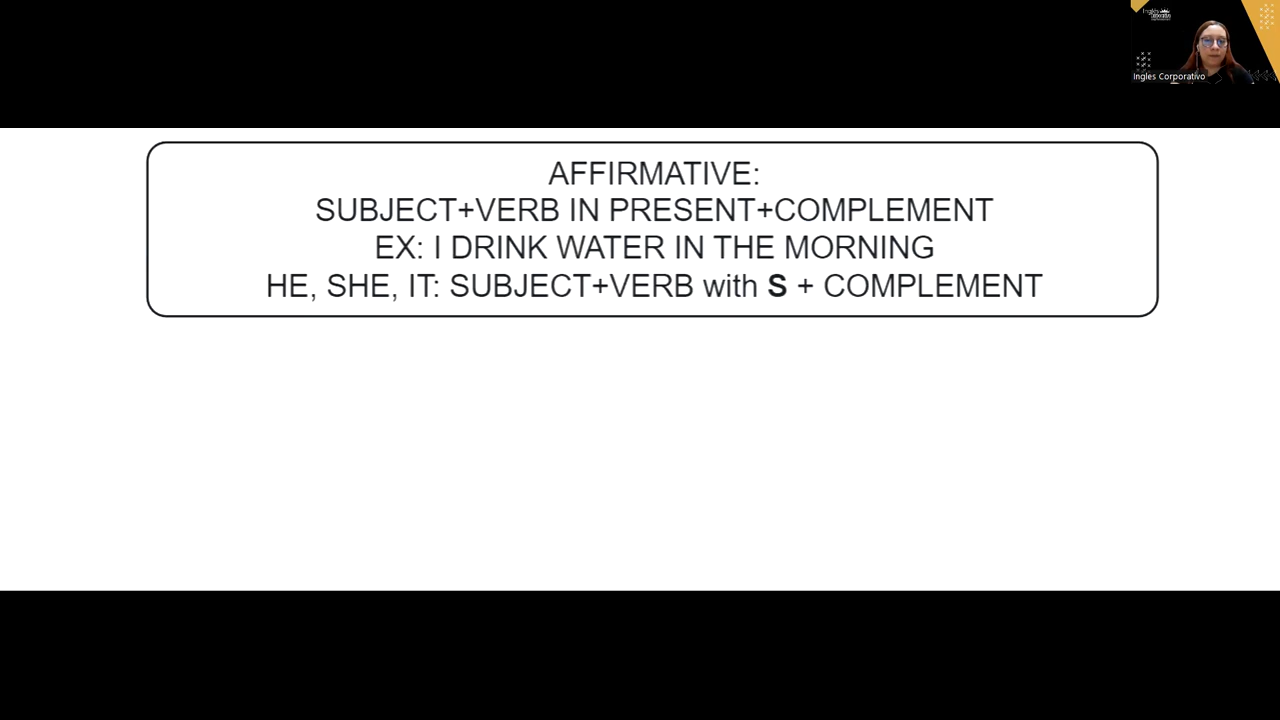 Ingles Corporativo
AFFIRMATIVE:
SUBJECT+VERB IN PRESENT+COMPLEMENT
EX: I DRINK WATER IN THE MORNING
HE, SHE, IT: SUBJECT+VERB with S + COMPLEMENT